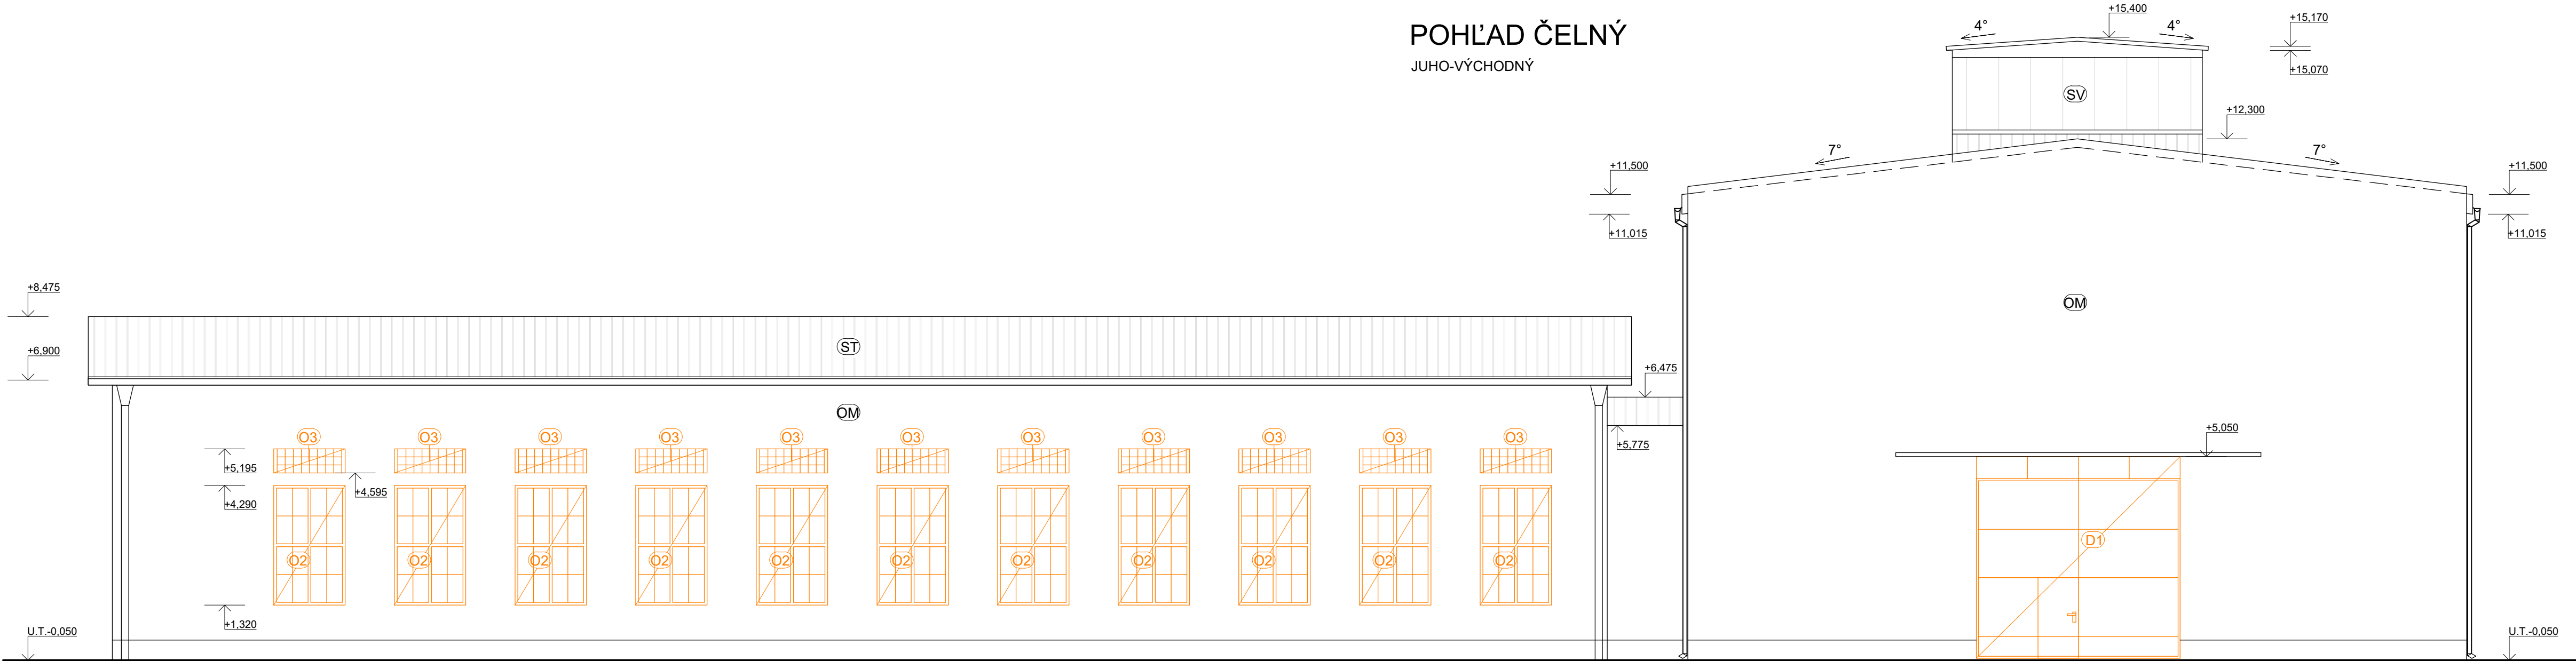 POHĽAD ČELNÝ
JUHO-VÝCHODNÝ
+15,400
4° 4°
+15,170
+15,070
SV
+12,300
7° 7°
+11,500 +11,500
+11,015 +11,015
+8,475
OM
ST
+6,900
+6,475
OM
+5,050
O3 O3 O3 O3 O3 O3 O3 O3 O3 O3 O3
+5,775
+5,195
+4,595
+4,290
D1
O2 O2 O2 O2 O2 O2 O2 O2 O2 O2 O2
+1,320
U.T.-0,050 U.T.-0,050